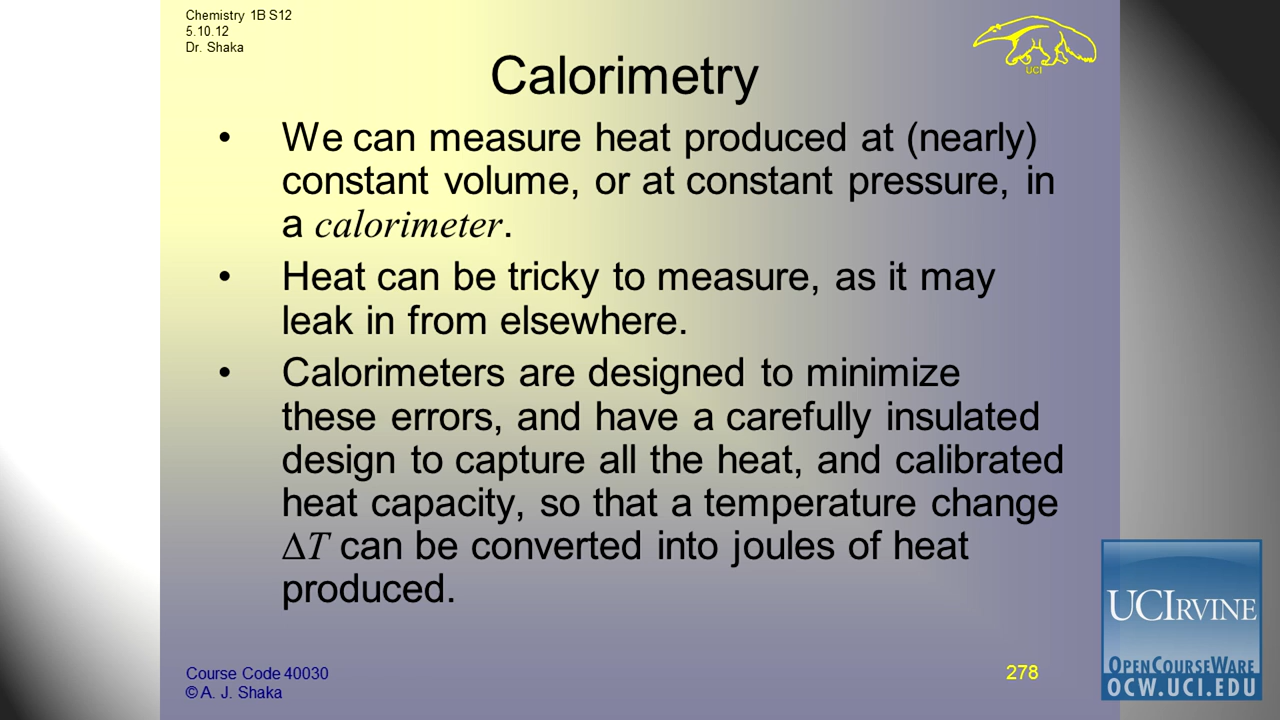 Chemistry 1B S12
5.10.12
Dr. Shaka
UCI
Calorimetry
• We can measure heat produced at (nearly)
constant volume, or at constant pressure, in
a calorimeter.
• Heat can be tricky to measure, as it may
leak in from elsewhere.
• Calorimeters are designed to minimize
these errors, and have a carefully insulated
design to capture all the heat, and calibrated
heat capacity, so that a temperature change
ΔT can be converted into joules of heat
produced.
Course Code 40030
© A. J. Shaka
278
UCIRVINE
OPENCOURSEWARE
OCW.UCI.EDU